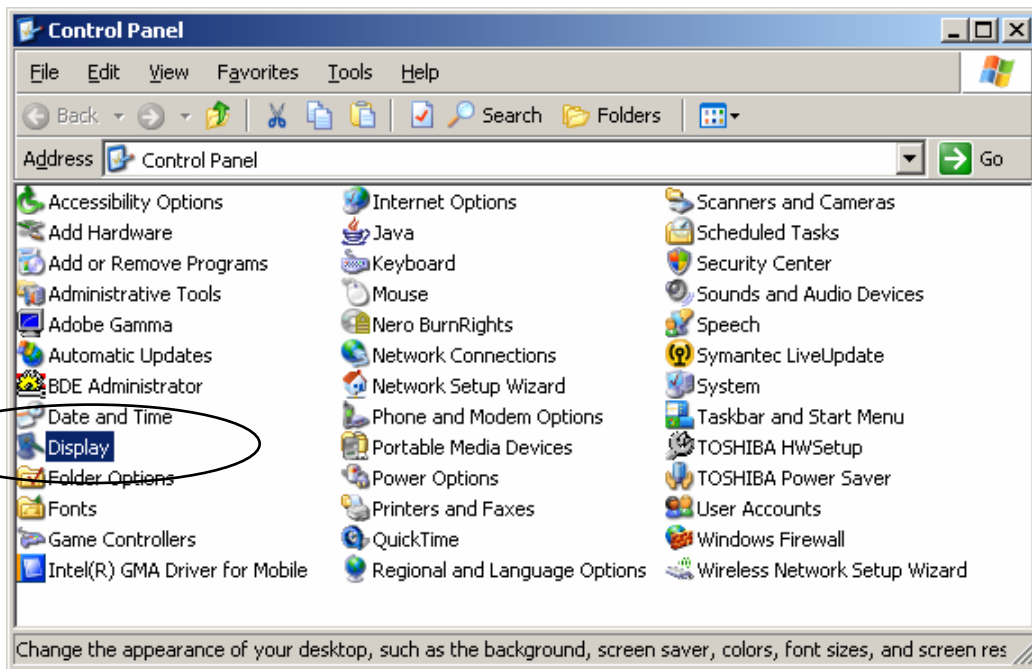 Control Panel
File Edit View Favorites Tools Help
Back Search Folders
Address Control Panel Go
Accessibility Options
Add Hardware
Add or Remove Programs
Administrative Tools
Adobe Gamma
Automatic Updates
BDE Administrator
Date and Time
Display
Folder Options
Fonts
Game Controllers
Intel(R) GMA Driver for Mobile
Internet Options
Java
Keyboard
Mouse
Nero BurnRights
Network Connections
Network Setup Wizard
Phone and Modem Options
Portable Media Devices
Power Options
Printers and Faxes
QuickTime
Regional and Language Options
Scanners and Cameras
Scheduled Tasks
Security Center
Sounds and Audio Devices
Speech
Symantec LiveUpdate
System
Taskbar and Start Menu
TOSHIBA HWSetup
TOSHIBA Power Saver
User Accounts
Windows Firewall
Wireless Network Setup Wizard
Change the appearance of your desktop, such as the background, screen saver, colors, font sizes, and screen res